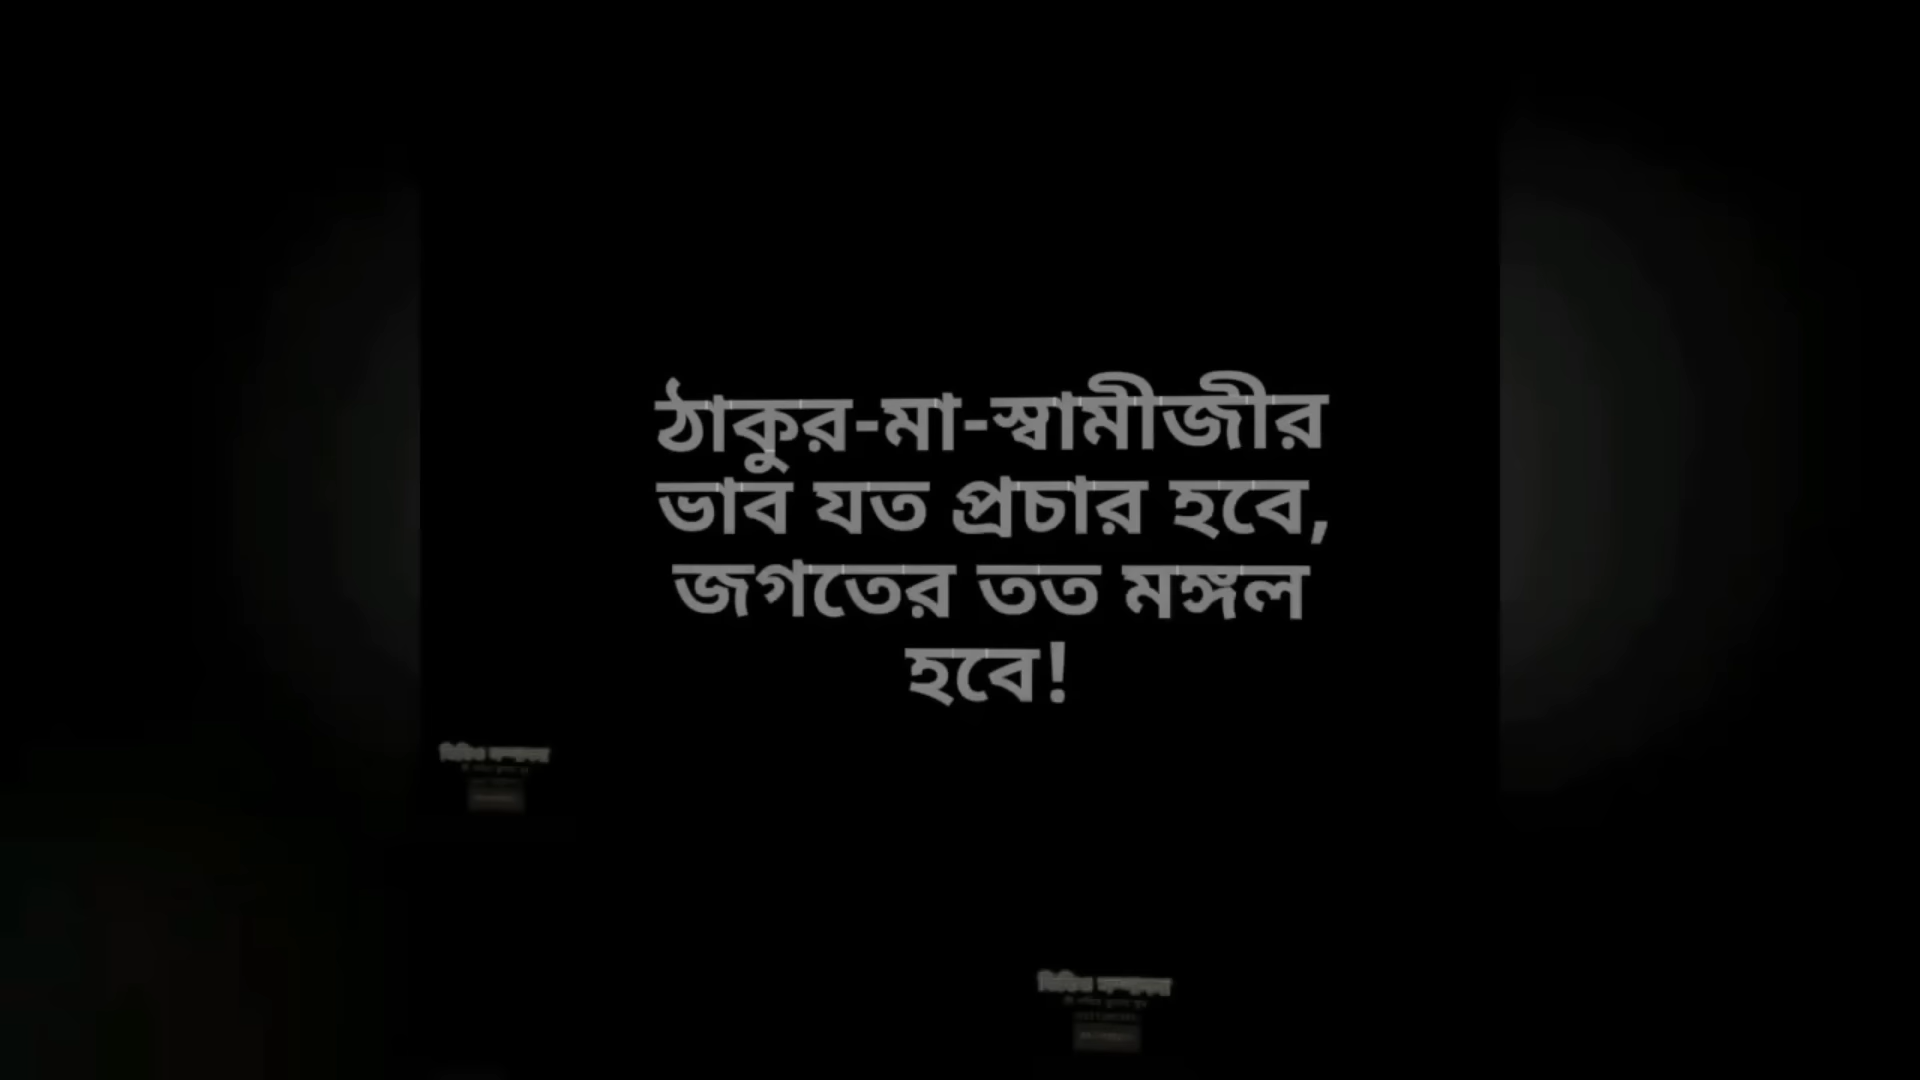 ঠাকুর-মা-স্বামীজীর
ভাব যত প্রচার হবে,
জগতের তত মঙ্গল
হবে!